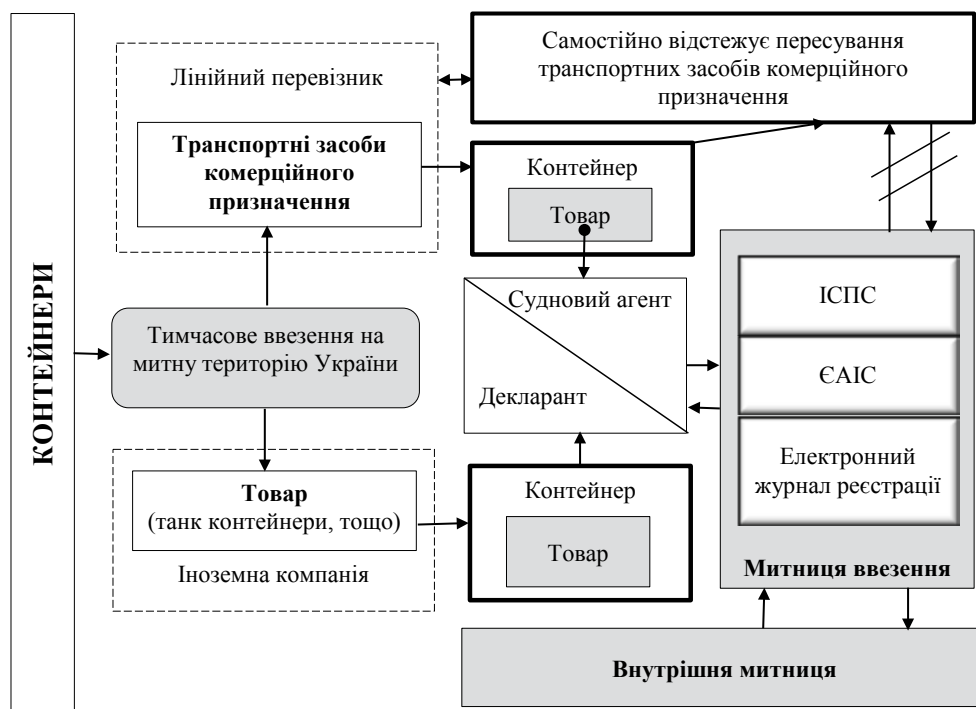 КОНТЕЙНЕРИ
Лінійний перевізник
Транспортні засоби
комерційного
призначення
Тимчасове ввезення на
митну територію України
Товар
(танк контейнери, тощо)
Іноземна компанія
Самостійно відстежує пересування
транспортних засобів комерційного
призначення
Контейнер
Товар
Судновий агент
Декларант
Контейнер
Товар
ІСПС
ЄАІС
Електронний
журнал реєстрації
Митниця ввезення
Внутрішня митниця